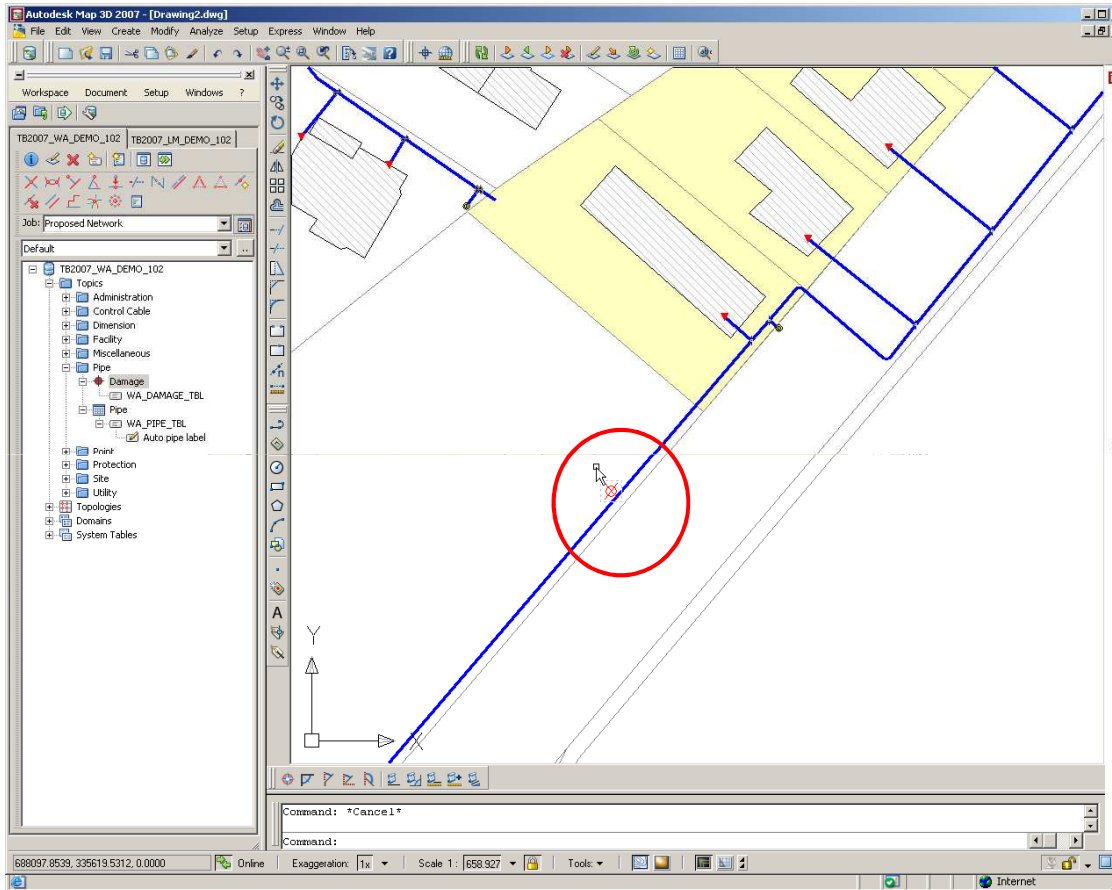 Autodesk Map 3D 2007 - [Drawing2.dwg]
File Edit View Create Modify Analyze Setup Express Window Help
Workspace Document Setup Windows ?
TB2007_WA_DEMO_102 TB2007_LM_DEMO_102
Job: Proposed Network
Default
TB2007_WA_DEMO_102
Topics
Administration
Control Cable
Dimension
Facility
Miscellaneous
Pipe
Damage
WA_DAMAGE_TBL
Pipe
WA_PIPE_TBL
Auto pipe label
Point
Protection
Site
Utility
Topologies
Domains
System Tables
Y
X
Command: *Cancel*
Command:
688097.8539, 335619.5312, 0.0000 Online Exaggeration: 1x Scale 1: 658.927 Tools:
Internet